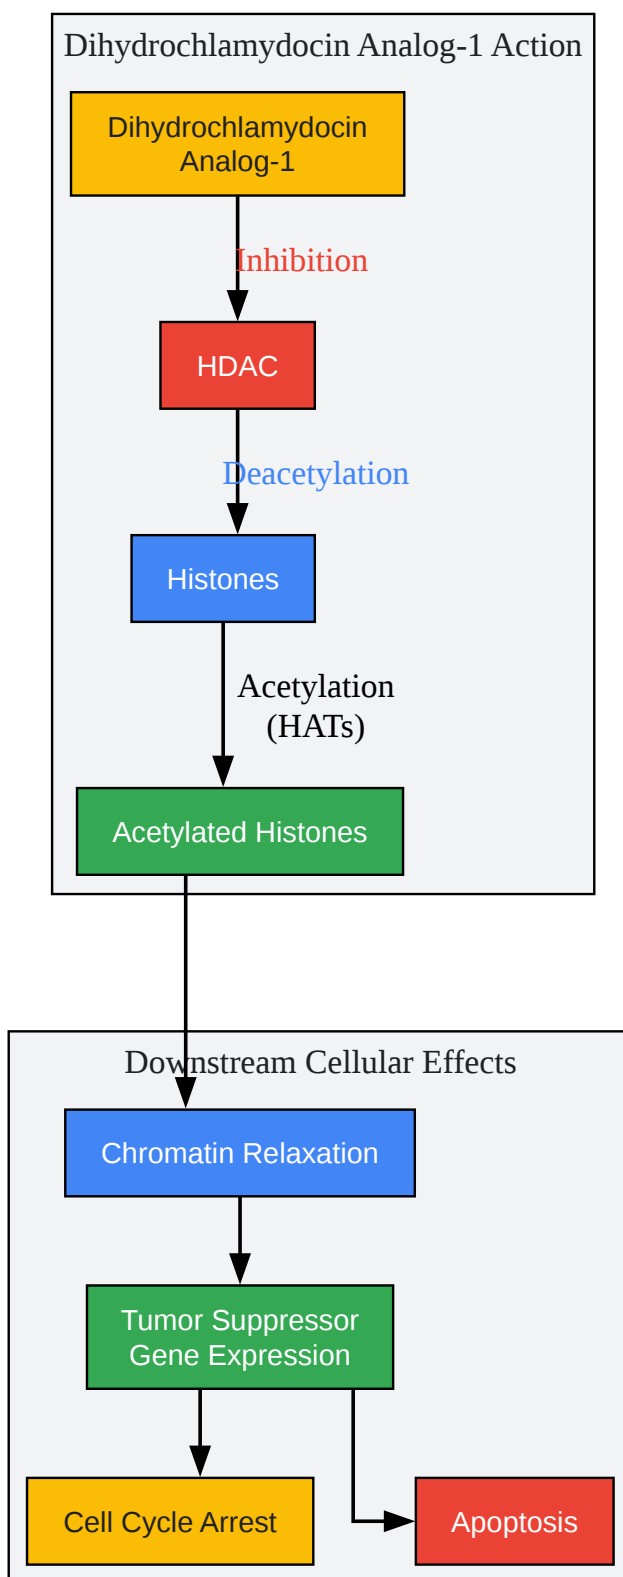 Dihydrochlamydocin Analog-1 Action
Dihydrochlamydocin
Analog-1
Inhibition
HDAC
Deacetylation
Histones
Acetylation
(HATs)
Acetylated Histones
Downstream Cellular Effects
Chromatin Relaxation
Tumor Suppressor
Gene Expression
Cell Cycle Arrest
Apoptosis